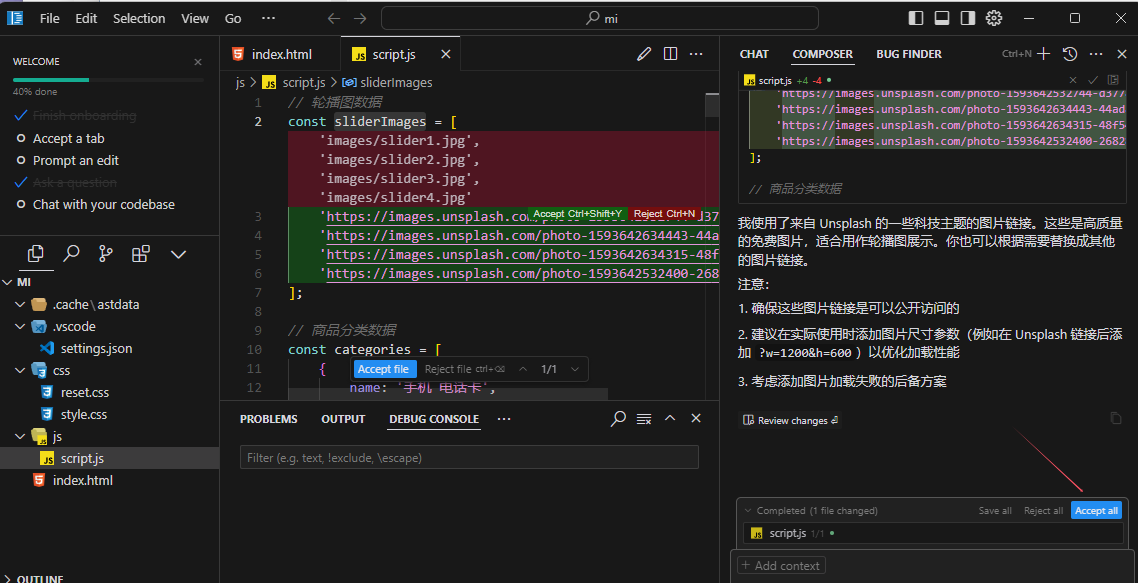 File Edit Selection View Go ··· ← → mi
WELCOME ×
40% done
Finish onboarding
Accept a tab
Prompt an edit
Ask a question
Chat with your codebase
MI
.cache \ astdata
.vscode
settings.json
css
reset.css
style.css
js
script.js
index.html
OUTLINE
index.html
JS script.js ×
js > JS script.js > sliderImages
1 // 轮播图数据
2 const sliderImages = [
'images/slider1.jpg',
'images/slider2.jpg',
'images/slider3.jpg',
'images/slider4.jpg'
3 'https://images.unsplash.com/
Accept Ctrl+Shift+Y Reject Ctrl+N
4 'https://images.unsplash.com/photo-1593642634443-44a
5 'https://images.unsplash.com/photo-1593642634315-48f
6 'https://images.unsplash.com/photo-1593642532400-268
7 ];
8
9 // 商品分类数据
10 const categories = [
11 {
Accept file Reject file ctrl+⌫ 1/1
12 name: '手机 电话卡',
PROBLEMS OUTPUT DEBUG CONSOLE ···
Filter (e.g. text, !exclude, \escape)
CHAT COMPOSER BUG FINDER Ctrl+N
JS script.js +4 -4
'https://images.unsplash.com/photo-1593642532744-d377
'https://images.unsplash.com/photo-1593642634443-44ad
'https://images.unsplash.com/photo-1593642634315-48f5
'https://images.unsplash.com/photo-1593642532400-2682
];
// 商品分类数据
我使用了来自 Unsplash 的一些科技主题的图片链接。这些是高质量
的免费图片，适合用作轮播图展示。你也可以根据需要替换成其他
的图片链接。
注意：
1. 确保这些图片链接是可以公开访问的
2. 建议在实际使用时添加图片尺寸参数（例如在 Unsplash 链接后添
加 ?w=1200&h=600 ）以优化加载性能
3. 考虑添加图片加载失败的后备方案
Review changes ⏎
Completed (1 file changed) Save all Reject all Accept all
JS script.js 1/1
+ Add context